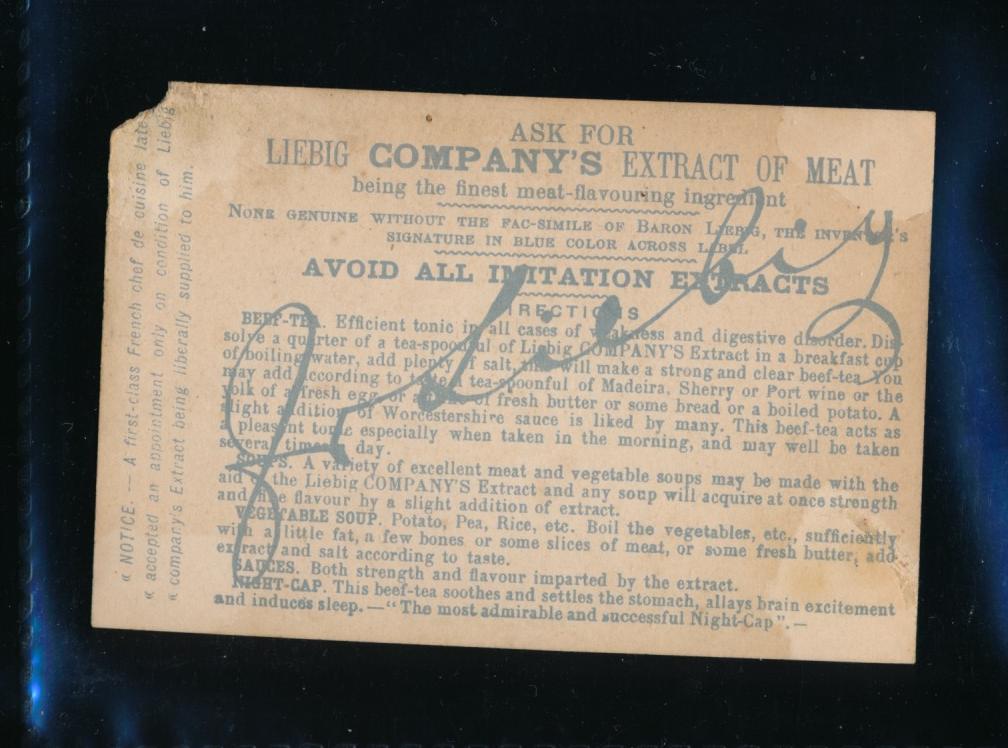 ASK FOR
LIEBIG COMPANY'S EXTRACT OF MEAT
being the finest meat-flavouring ingredient
NONE GENUINE WITHOUT THE FAC-SIMILE OF BARON LIEBIG, THE INVENTOR'S
SIGNATURE IN BLUE COLOR ACROSS LABEL
AVOID ALL IMITATION EXTRACTS
DIRECTIONS
BEEF-TEA. Efficient tonic in all cases of weakness and digestive disorder. Dis-
solve a quarter of a tea-spoonful of Liebig COMPANY'S Extract in a breakfast cup
of boiling water, add plenty of salt, this will make a strong and clear beef-tea. You
may add according to taste a tea-spoonful of Madeira, Sherry or Port wine or the
yolk of a fresh egg, or a of fresh butter or some bread or a boiled potato. A
slight addition of Worcestershire sauce is liked by many. This beef-tea acts as
a pleasant tonic especially when taken in the morning, and may well be taken
several times a day.
SOUPS. A variety of excellent meat and vegetable soups may be made with the
aid of the Liebig COMPANY'S Extract and any soup will acquire at once strength
and fine flavour by a slight addition of extract.
VEGETABLE SOUP. Potato, Pea, Rice, etc. Boil the vegetables, etc., sufficiently
with a little fat, a few bones or some slices of meat, or some fresh butter, add
extract and salt according to taste.
SAUCES. Both strength and flavour imparted by the extract.
NIGHT-CAP. This beef-tea soothes and settles the stomach, allays brain excitement
and induces sleep. — "The most admirable and successful Night-Cap". —
« NOTICE. — A first-class French chef de cuisine late
« accepted an appointment only on condition of Liebig
« company's Extract being liberally supplied to him.
J v Liebig